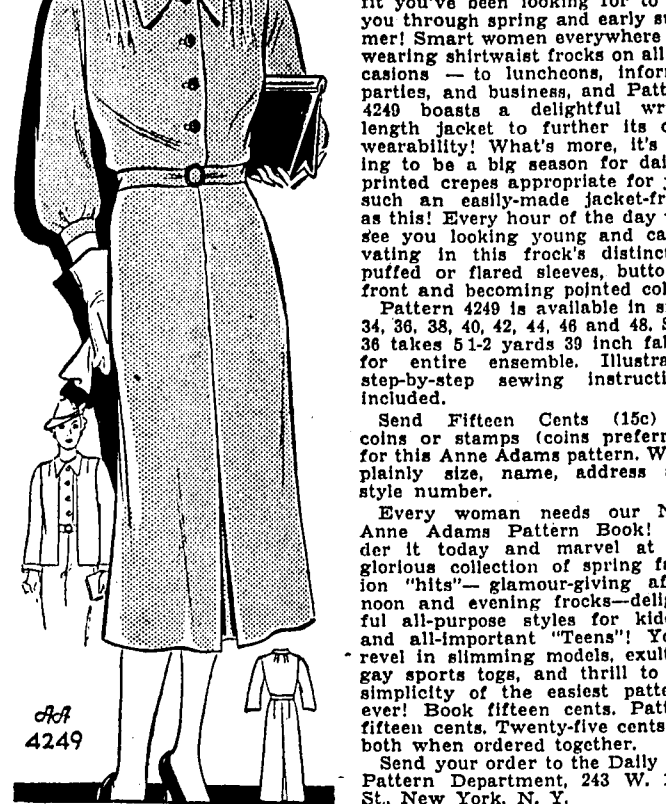 fit you've been looking for to
you through spring and early su
mer! Smart women everywhere
wearing shirtwaist frocks on all
casions — to luncheons, infor
parties, and business, and Patt
4249 boasts a delightful wr
length jacket to further its
wearability! What's more, it's
ing to be a big season for dai
printed crepes appropriate for
such an easily-made jacket-fr
as this! Every hour of the day
see you looking young and ca
vating in this frock's distinc
puffed or flared sleeves, butto
front and becoming pointed col
Pattern 4249 is available in s
34, 36, 38, 40, 42, 44, 46 and 48. S
36 takes 5 1-2 yards 39 inch fab
for entire ensemble. Illustra
step-by-step sewing instructi
included.
Send Fifteen Cents (15c)
coins or stamps (coins preferr
for this Anne Adams pattern. W
plainly size, name, address
style number.
Every woman needs our N
Anne Adams Pattern Book!
der it today and marvel at
glorious collection of spring fa
ion "hits"— glamour-giving af
noon and evening frocks—delig
ful all-purpose styles for kid
and all-important "Teens"! Yo
revel in slimming models, exult
gay sports togs, and thrill to
simplicity of the easiest patte
ever! Book fifteen cents. Patt
fifteen cents. Twenty-five cents
both when ordered together.
Send your order to the Daily
Pattern Department, 243 W.
St., New York, N. Y.
AA
4249